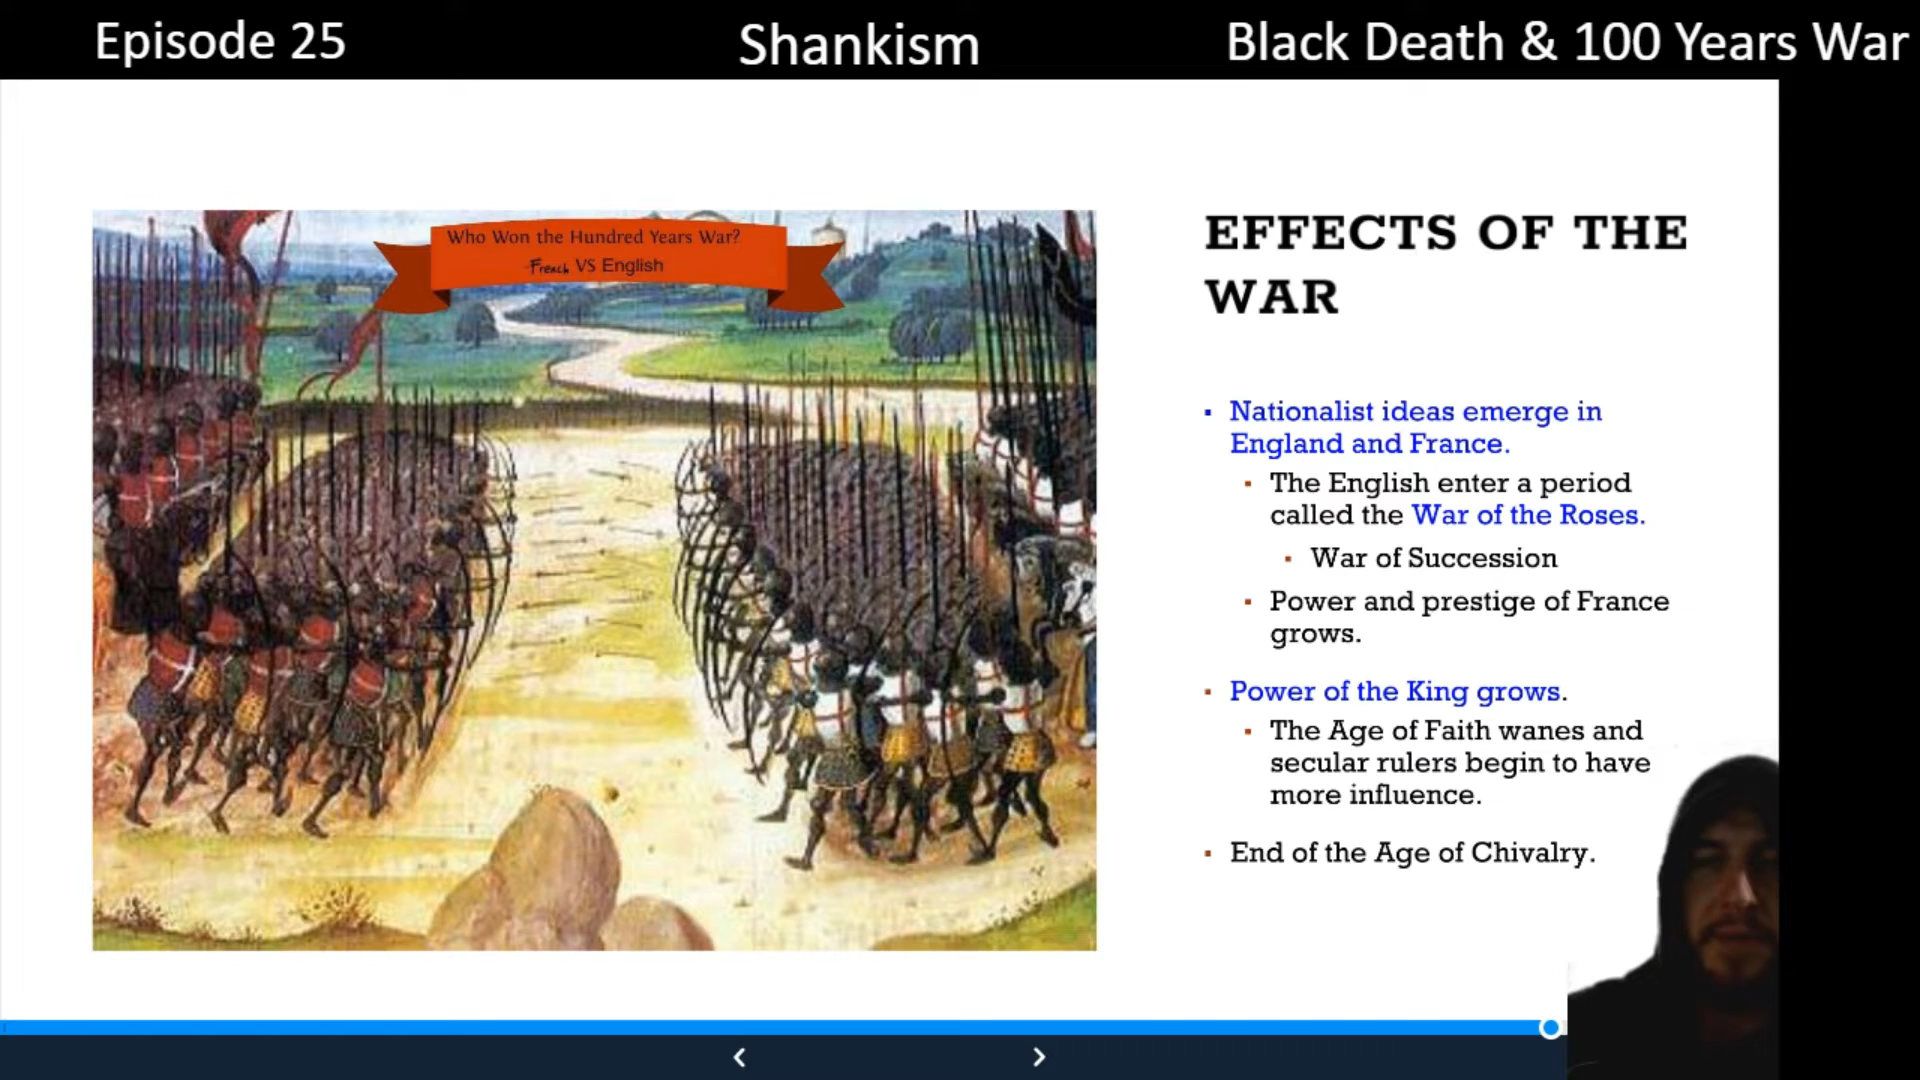 Episode 25
Shankism
Black Death & 100 Years War
Who Won the Hundred Years War?
French VS English
EFFECTS OF THE
WAR
Nationalist ideas emerge in
England and France.
The English enter a period
called the War of the Roses.
War of Succession
Power and prestige of France
grows.
Power of the King grows.
The Age of Faith wanes and
secular rulers begin to have
more influence.
End of the Age of Chivalry.